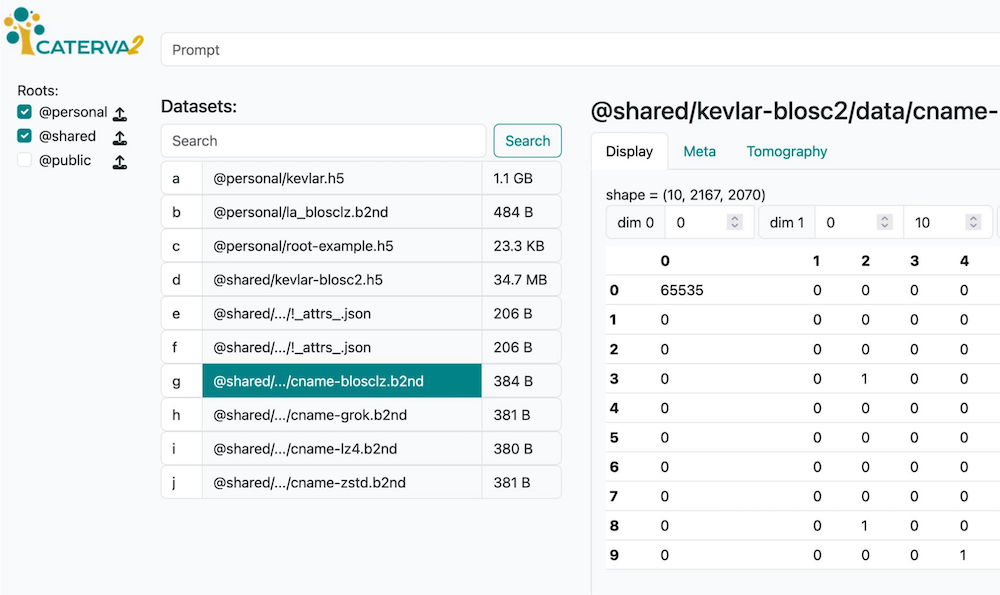 CATERVA2
Prompt
Roots:
@personal
@shared
@public
Datasets:
Search Search
a @personal/kevlar.h5 1.1 GB
b @personal/la_blosclz.b2nd 484 B
c @personal/root-example.h5 23.3 KB
d @shared/kevlar-blosc2.h5 34.7 MB
e @shared/.../!_attrs_.json 206 B
f @shared/.../!_attrs_.json 206 B
g @shared/.../cname-blosclz.b2nd 384 B
h @shared/.../cname-grok.b2nd 381 B
i @shared/.../cname-lz4.b2nd 380 B
j @shared/.../cname-zstd.b2nd 381 B
@shared/kevlar-blosc2/data/cname-
Display Meta Tomography
shape = (10, 2167, 2070)
dim 0 0 dim 1 0 10
0 1 2 3 4
0 65535 0 0 0 0
1 0 0 0 0 0
2 0 0 0 0 0
3 0 0 1 0 0
4 0 0 0 0 0
5 0 0 0 0 0
6 0 0 0 0 0
7 0 0 0 0 0
8 0 0 1 0 0
9 0 0 0 0 1